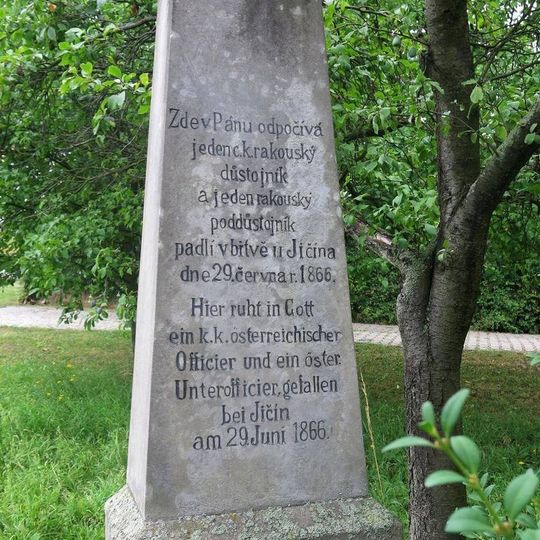 Zde v Pánu odpočívá
jeden c.k. rakouský
důstojník
a jeden rakouský
poddůstojník
padlí v bitvě u Jičína
dne 29. června r. 1866.
Hier ruht in Gott
ein k.k. österreichischer
Officier und ein öster.
Unterofficier, gefallen
bei Jičín
am 29. Juni 1866.